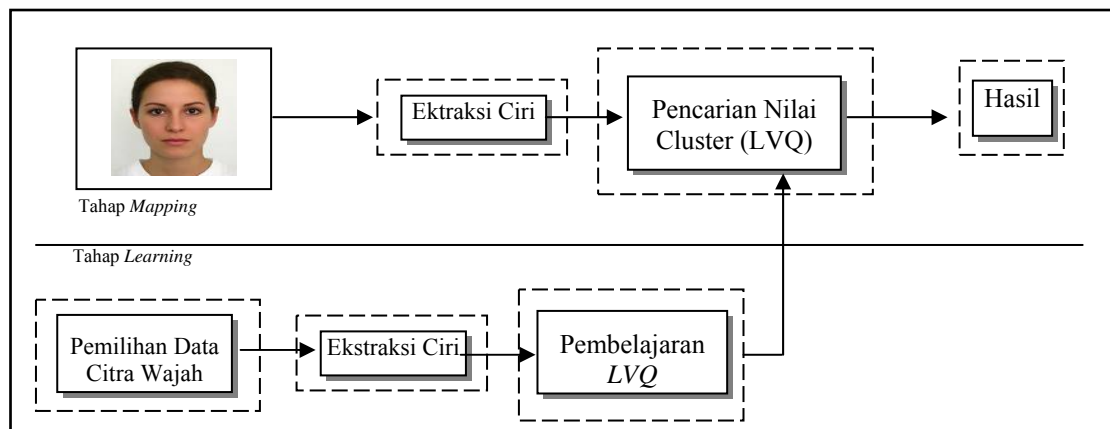 Ektraksi Ciri
Pencarian Nilai
Cluster (LVQ)
Hasil
Tahap Mapping
Tahap Learning
Pemilihan Data
Citra Wajah
Ekstraksi Ciri
Pembelajaran
LVQ